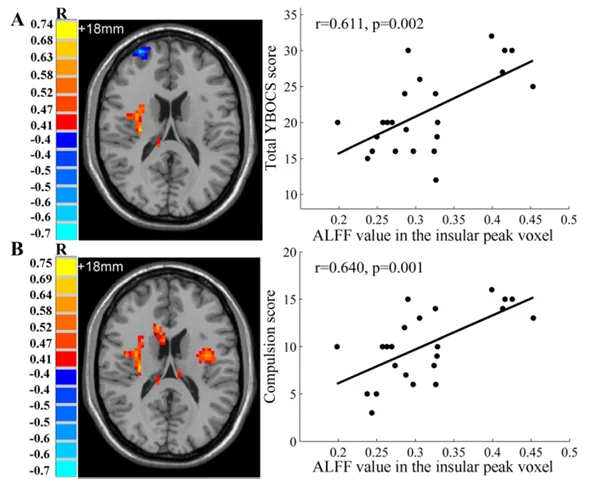 A
R
0.74
0.68
0.63
0.58
0.52
0.47
0.41
-0.4
-0.4
-0.5
-0.6
-0.6
-0.7
+18mm
r=0.611, p=0.002
Total YBOCS score
35
30
25
20
15
10
0.2 0.25 0.3 0.35 0.4 0.45 0.5
ALFF value in the insular peak voxel
B
R
0.75
0.69
0.64
0.58
0.52
0.47
0.41
-0.4
-0.4
-0.5
-0.6
-0.6
-0.7
+18mm
r=0.640, p=0.001
Compulsion score
20
15
10
5
0
0.2 0.25 0.3 0.35 0.4 0.45 0.5
ALFF value in the insular peak voxel